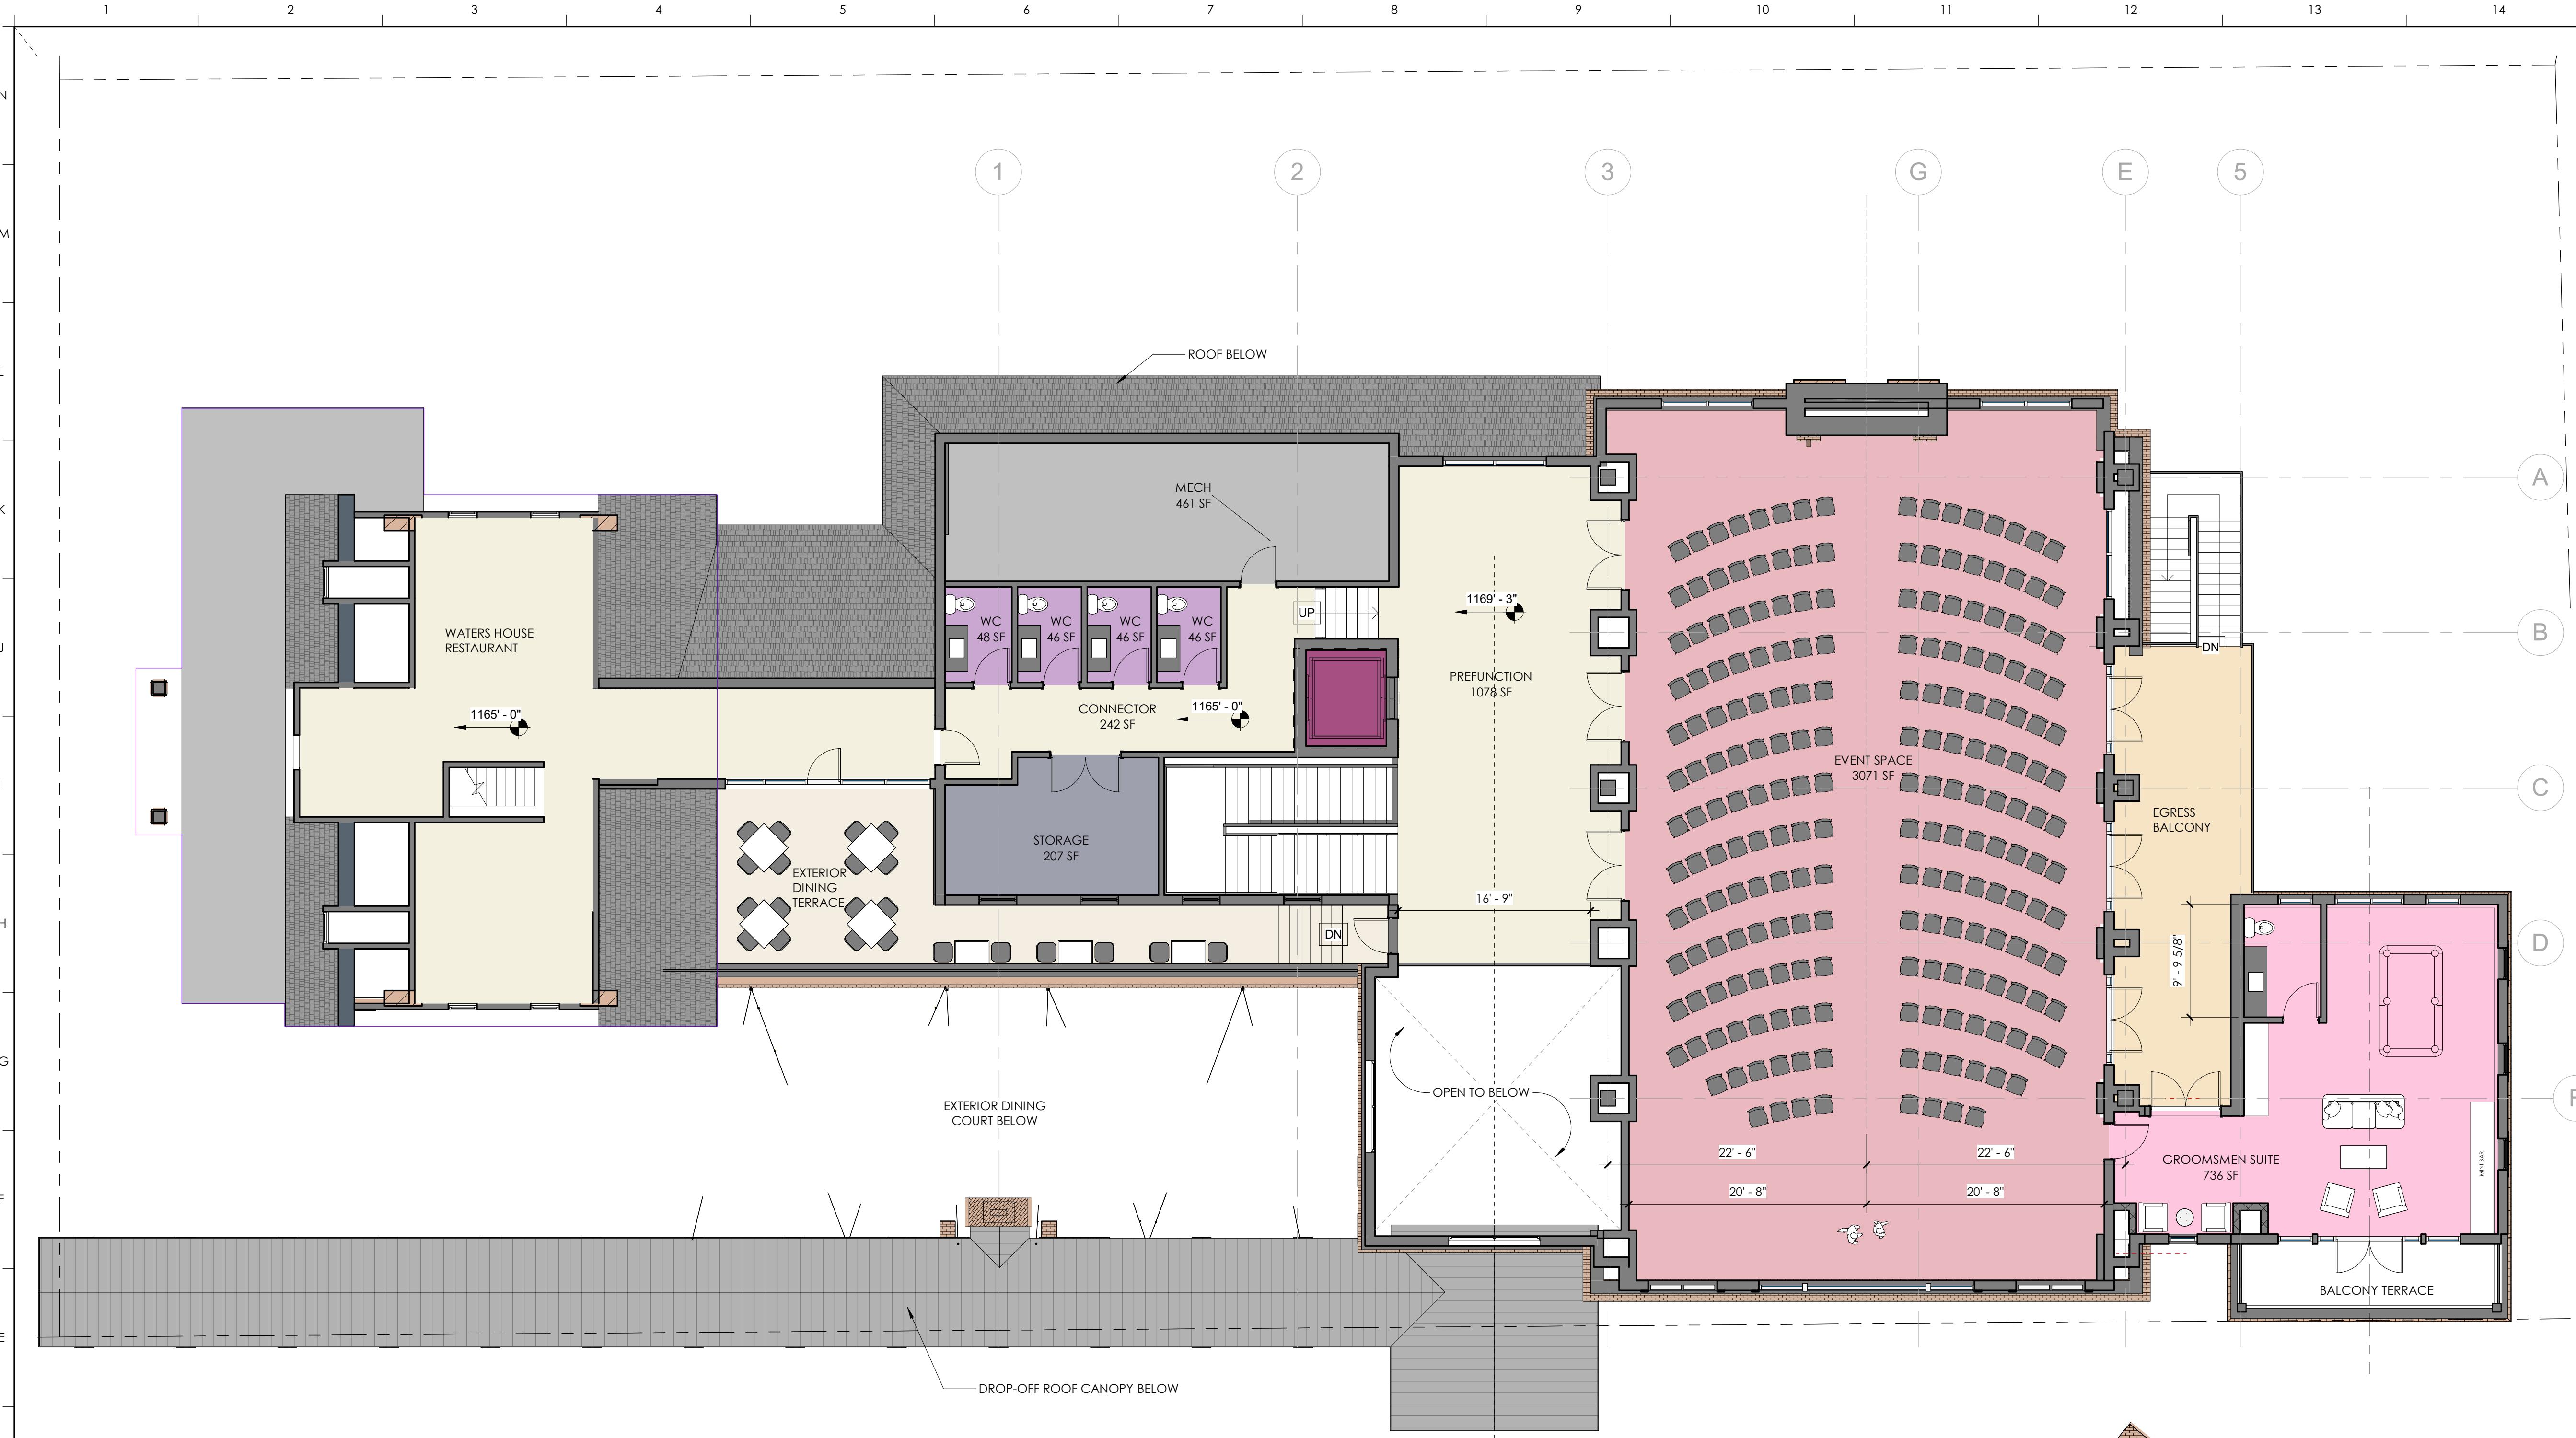 1 2 3 4 5 6 7 8 9 10 11 12 13 14
N
1 2 3 G E 5
M
ROOF BELOW
L
A
MECH
461 SF
K
1169' - 3"
UP
WC
48 SF
WC
46 SF
WC
46 SF
WC
46 SF
B
WATERS HOUSE
RESTAURANT
J
DN
PREFUNCTION
1078 SF
1165' - 0"
CONNECTOR
242 SF
1165' - 0"
EVENT SPACE
3071 SF
C
I
EGRESS
BALCONY
STORAGE
207 SF
EXTERIOR
DINING
TERRACE
16' - 9"
H
DN
D
9' - 9 5/8"
G
OPEN TO BELOW
F
EXTERIOR DINING
COURT BELOW
22' - 6"
22' - 6"
GROOMSMEN SUITE
736 SF
MINI BAR
20' - 8"
20' - 8"
F
BALCONY TERRACE
E
DROP-OFF ROOF CANOPY BELOW